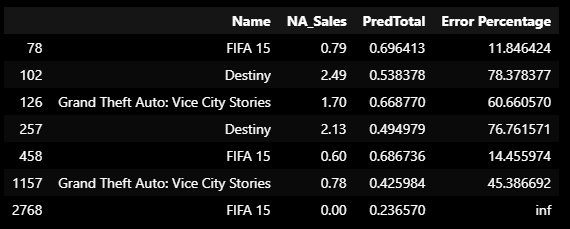 Name NA_Sales PredTotal Error Percentage
78 FIFA 15 0.79 0.696413 11.846424
102 Destiny 2.49 0.538378 78.378377
126 Grand Theft Auto: Vice City Stories 1.70 0.668770 60.660570
257 Destiny 2.13 0.494979 76.761571
458 FIFA 15 0.60 0.686736 14.455974
1157 Grand Theft Auto: Vice City Stories 0.78 0.425984 45.386692
2768 FIFA 15 0.00 0.236570 inf